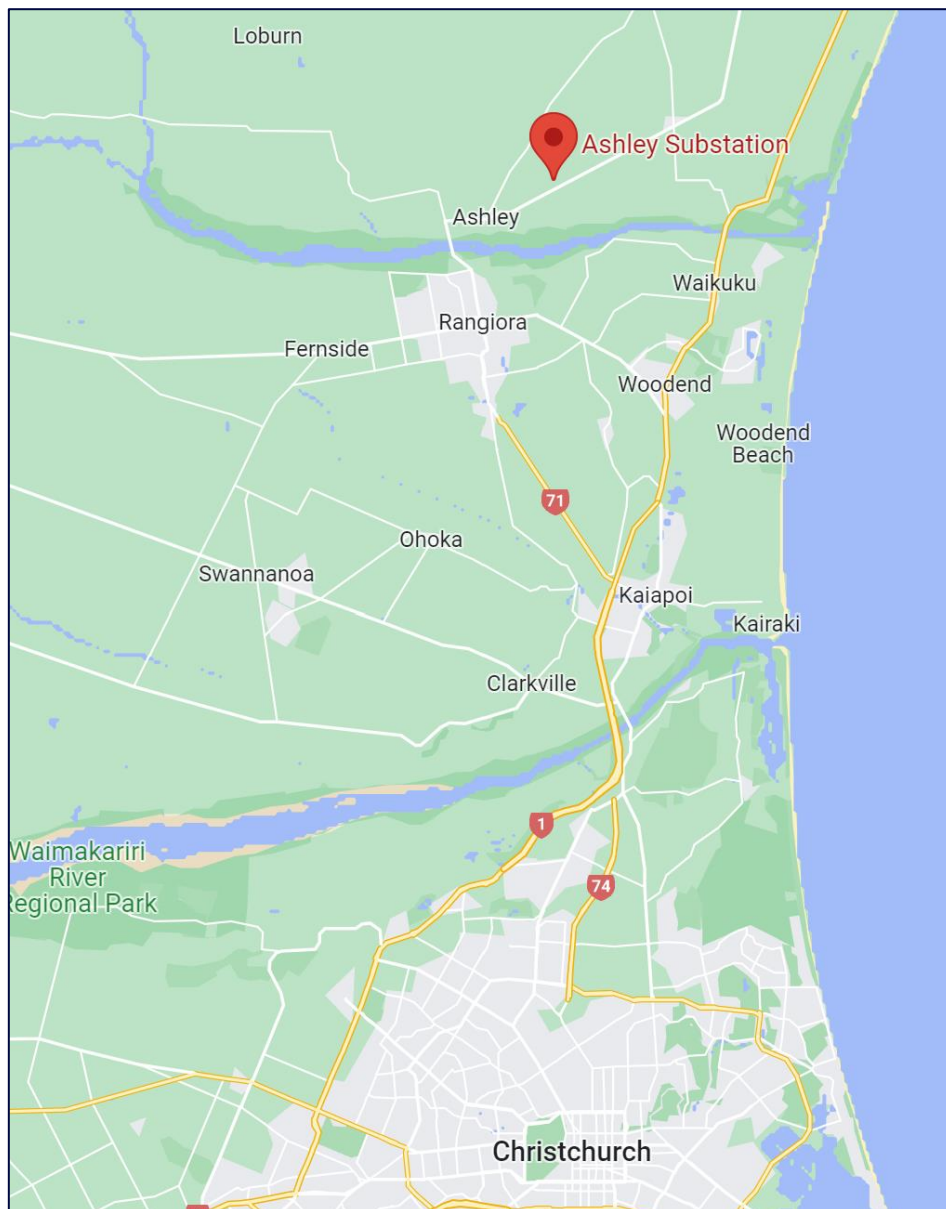 Loburn
Ashley Substation
Ashley
Waikuku
Rangiora
Fernside
Woodend
Woodend
Beach
71
Ohoka
Swannanoa
Kaiapoi
Kairaki
Clarkville
1
Waimakariri
River
Regional Park
74
Christchurch